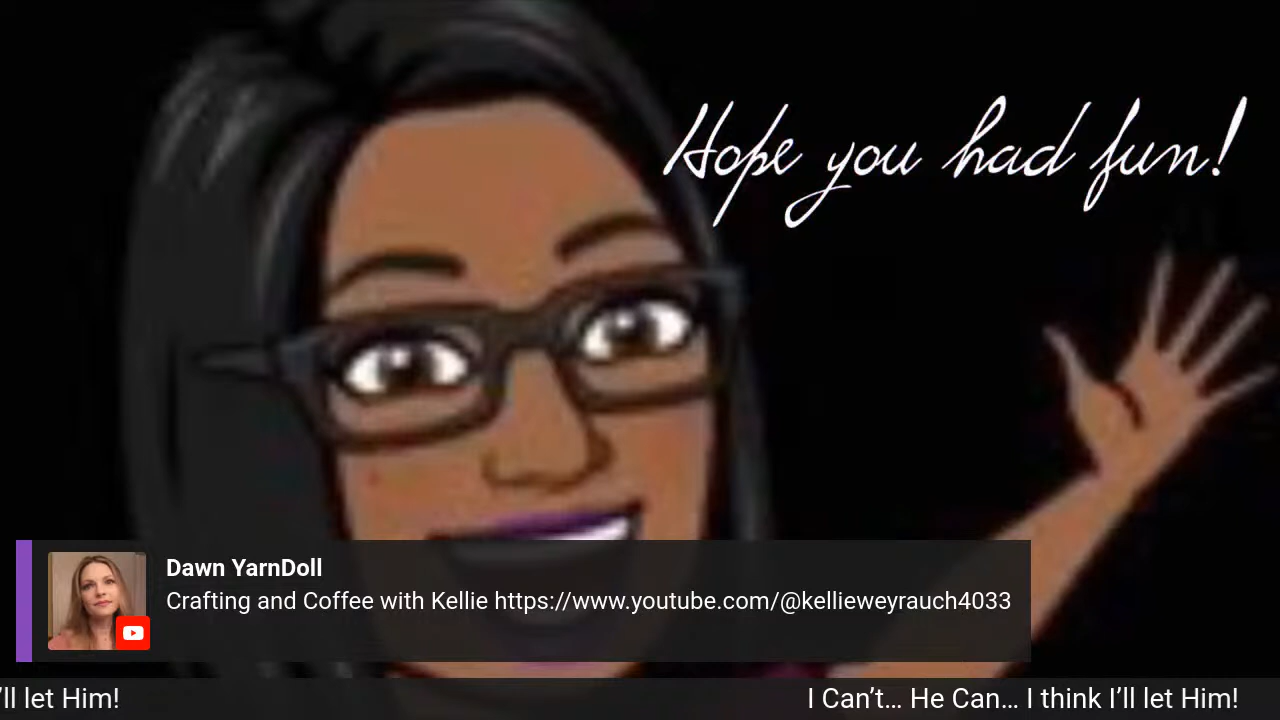 Hope you had fun!
Dawn YarnDoll
Crafting and Coffee with Kellie https://www.youtube.com/@kellieweyrauch4033
’ll let Him!
I Can’t... He Can... I think I’ll let Him!